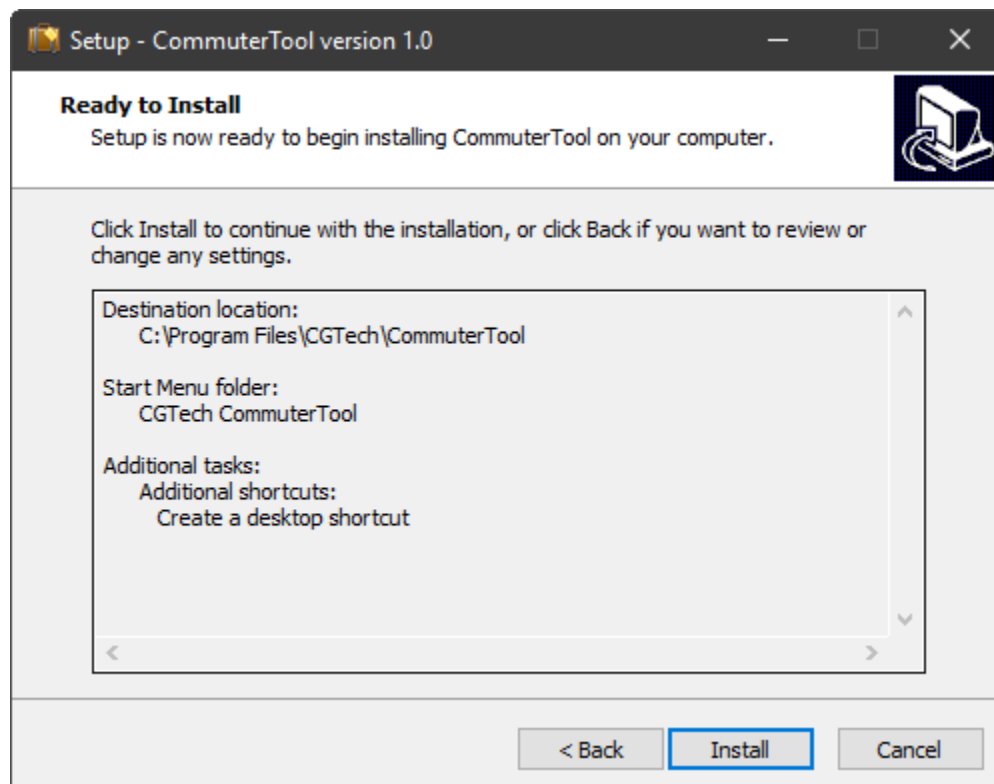 Setup - CommuterTool version 1.0
Ready to Install
Setup is now ready to begin installing CommuterTool on your computer.
Click Install to continue with the installation, or click Back if you want to review or
change any settings.
Destination location:
C:\Program Files\CGTech\CommuterTool
Start Menu folder:
CGTech CommuterTool
Additional tasks:
Additional shortcuts:
Create a desktop shortcut
< Back Install Cancel